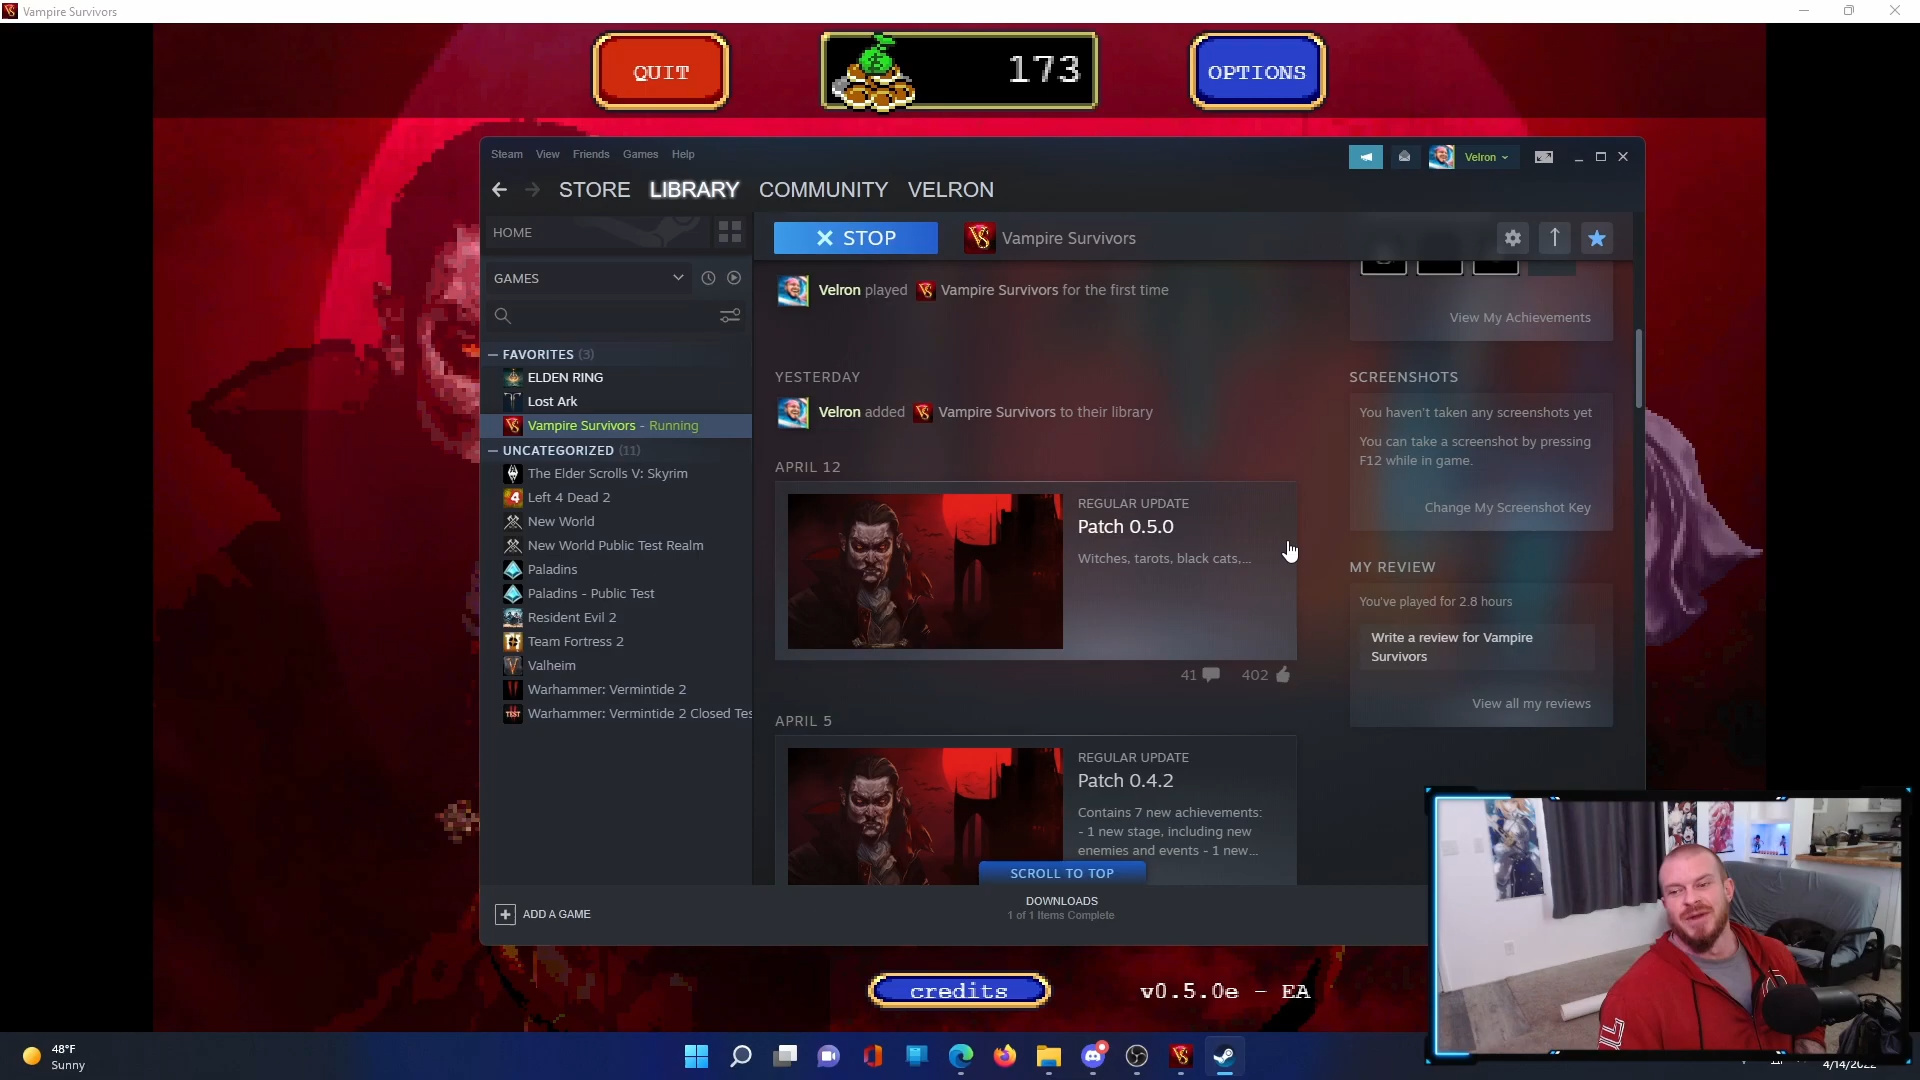 Vampire Survivors
QUIT
173
OPTIONS
Steam View Friends Games Help
Velron
STORE LIBRARY COMMUNITY VELRON
HOME
STOP
Vampire Survivors
GAMES
Velron played Vampire Survivors for the first time
View My Achievements
FAVORITES (3)
ELDEN RING
Lost Ark
Vampire Survivors - Running
UNCATEGORIZED (11)
The Elder Scrolls V: Skyrim
Left 4 Dead 2
New World
New World Public Test Realm
Paladins
Paladins - Public Test
Resident Evil 2
Team Fortress 2
Valheim
Warhammer: Vermintide 2
Warhammer: Vermintide 2 Closed Tes
YESTERDAY
Velron added Vampire Survivors to their library
APRIL 12
REGULAR UPDATE
Patch 0.5.0
Witches, tarots, black cats,...
41 402
APRIL 5
REGULAR UPDATE
Patch 0.4.2
Contains 7 new achievements:
- 1 new stage, including new
enemies and events - 1 new...
SCROLL TO TOP
SCREENSHOTS
You haven't taken any screenshots yet
You can take a screenshot by pressing
F12 while in game.
Change My Screenshot Key
MY REVIEW
You've played for 2.8 hours
Write a review for Vampire
Survivors
View all my reviews
ADD A GAME
DOWNLOADS
1 of 1 Items Complete
credits
v0.5.0e - EA
48°F
Sunny
4/14/2022